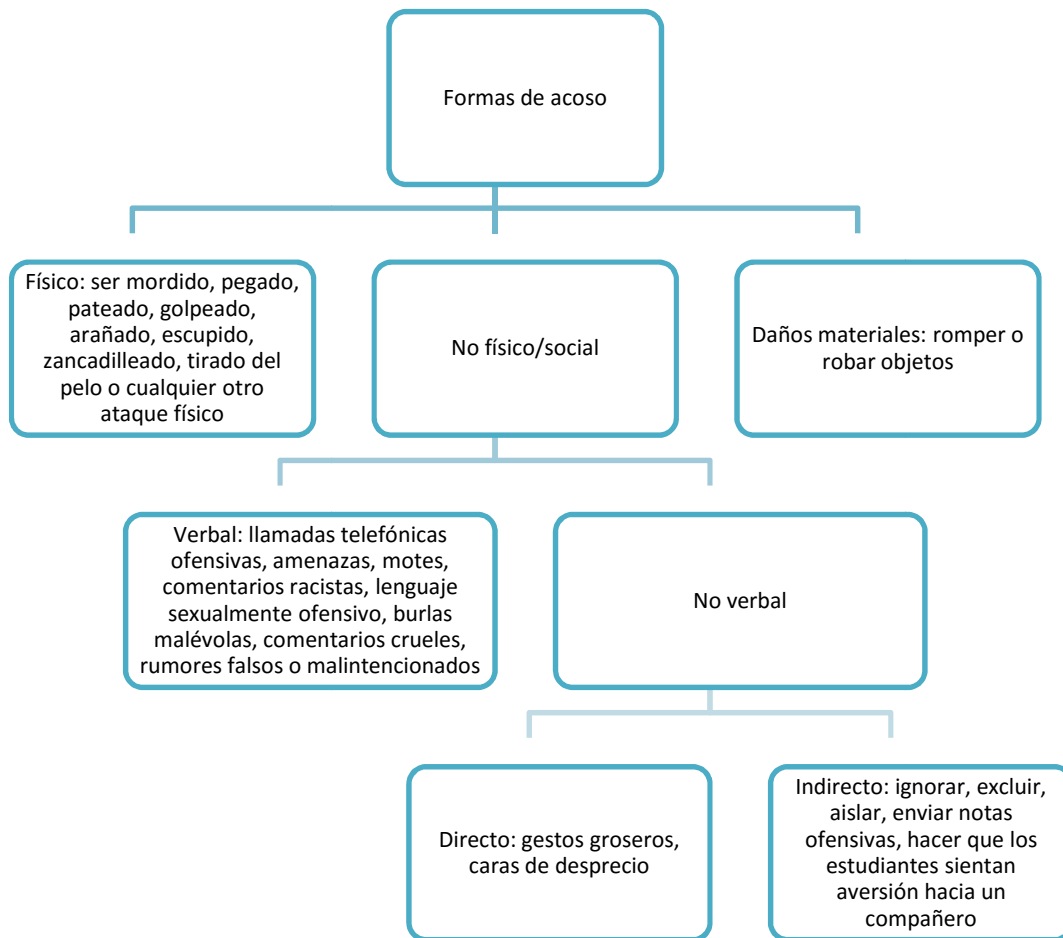 Formas de acoso
Físico: ser mordido, pegado,
pateado, golpeado,
arañado, escupido,
zancadilleado, tirado del
pelo o cualquier otro
ataque físico
No físico/social
Daños materiales: romper o
robar objetos
Verbal: llamadas telefónicas
ofensivas, amenazas, motes,
comentarios racistas, lenguaje
sexualmente ofensivo, burlas
malévolas, comentarios crueles,
rumores falsos o malintencionados
No verbal
Directo: gestos groseros,
caras de desprecio
Indirecto: ignorar, excluir,
aislar, enviar notas
ofensivas, hacer que los
estudiantes sientan
aversión hacia un
compañero